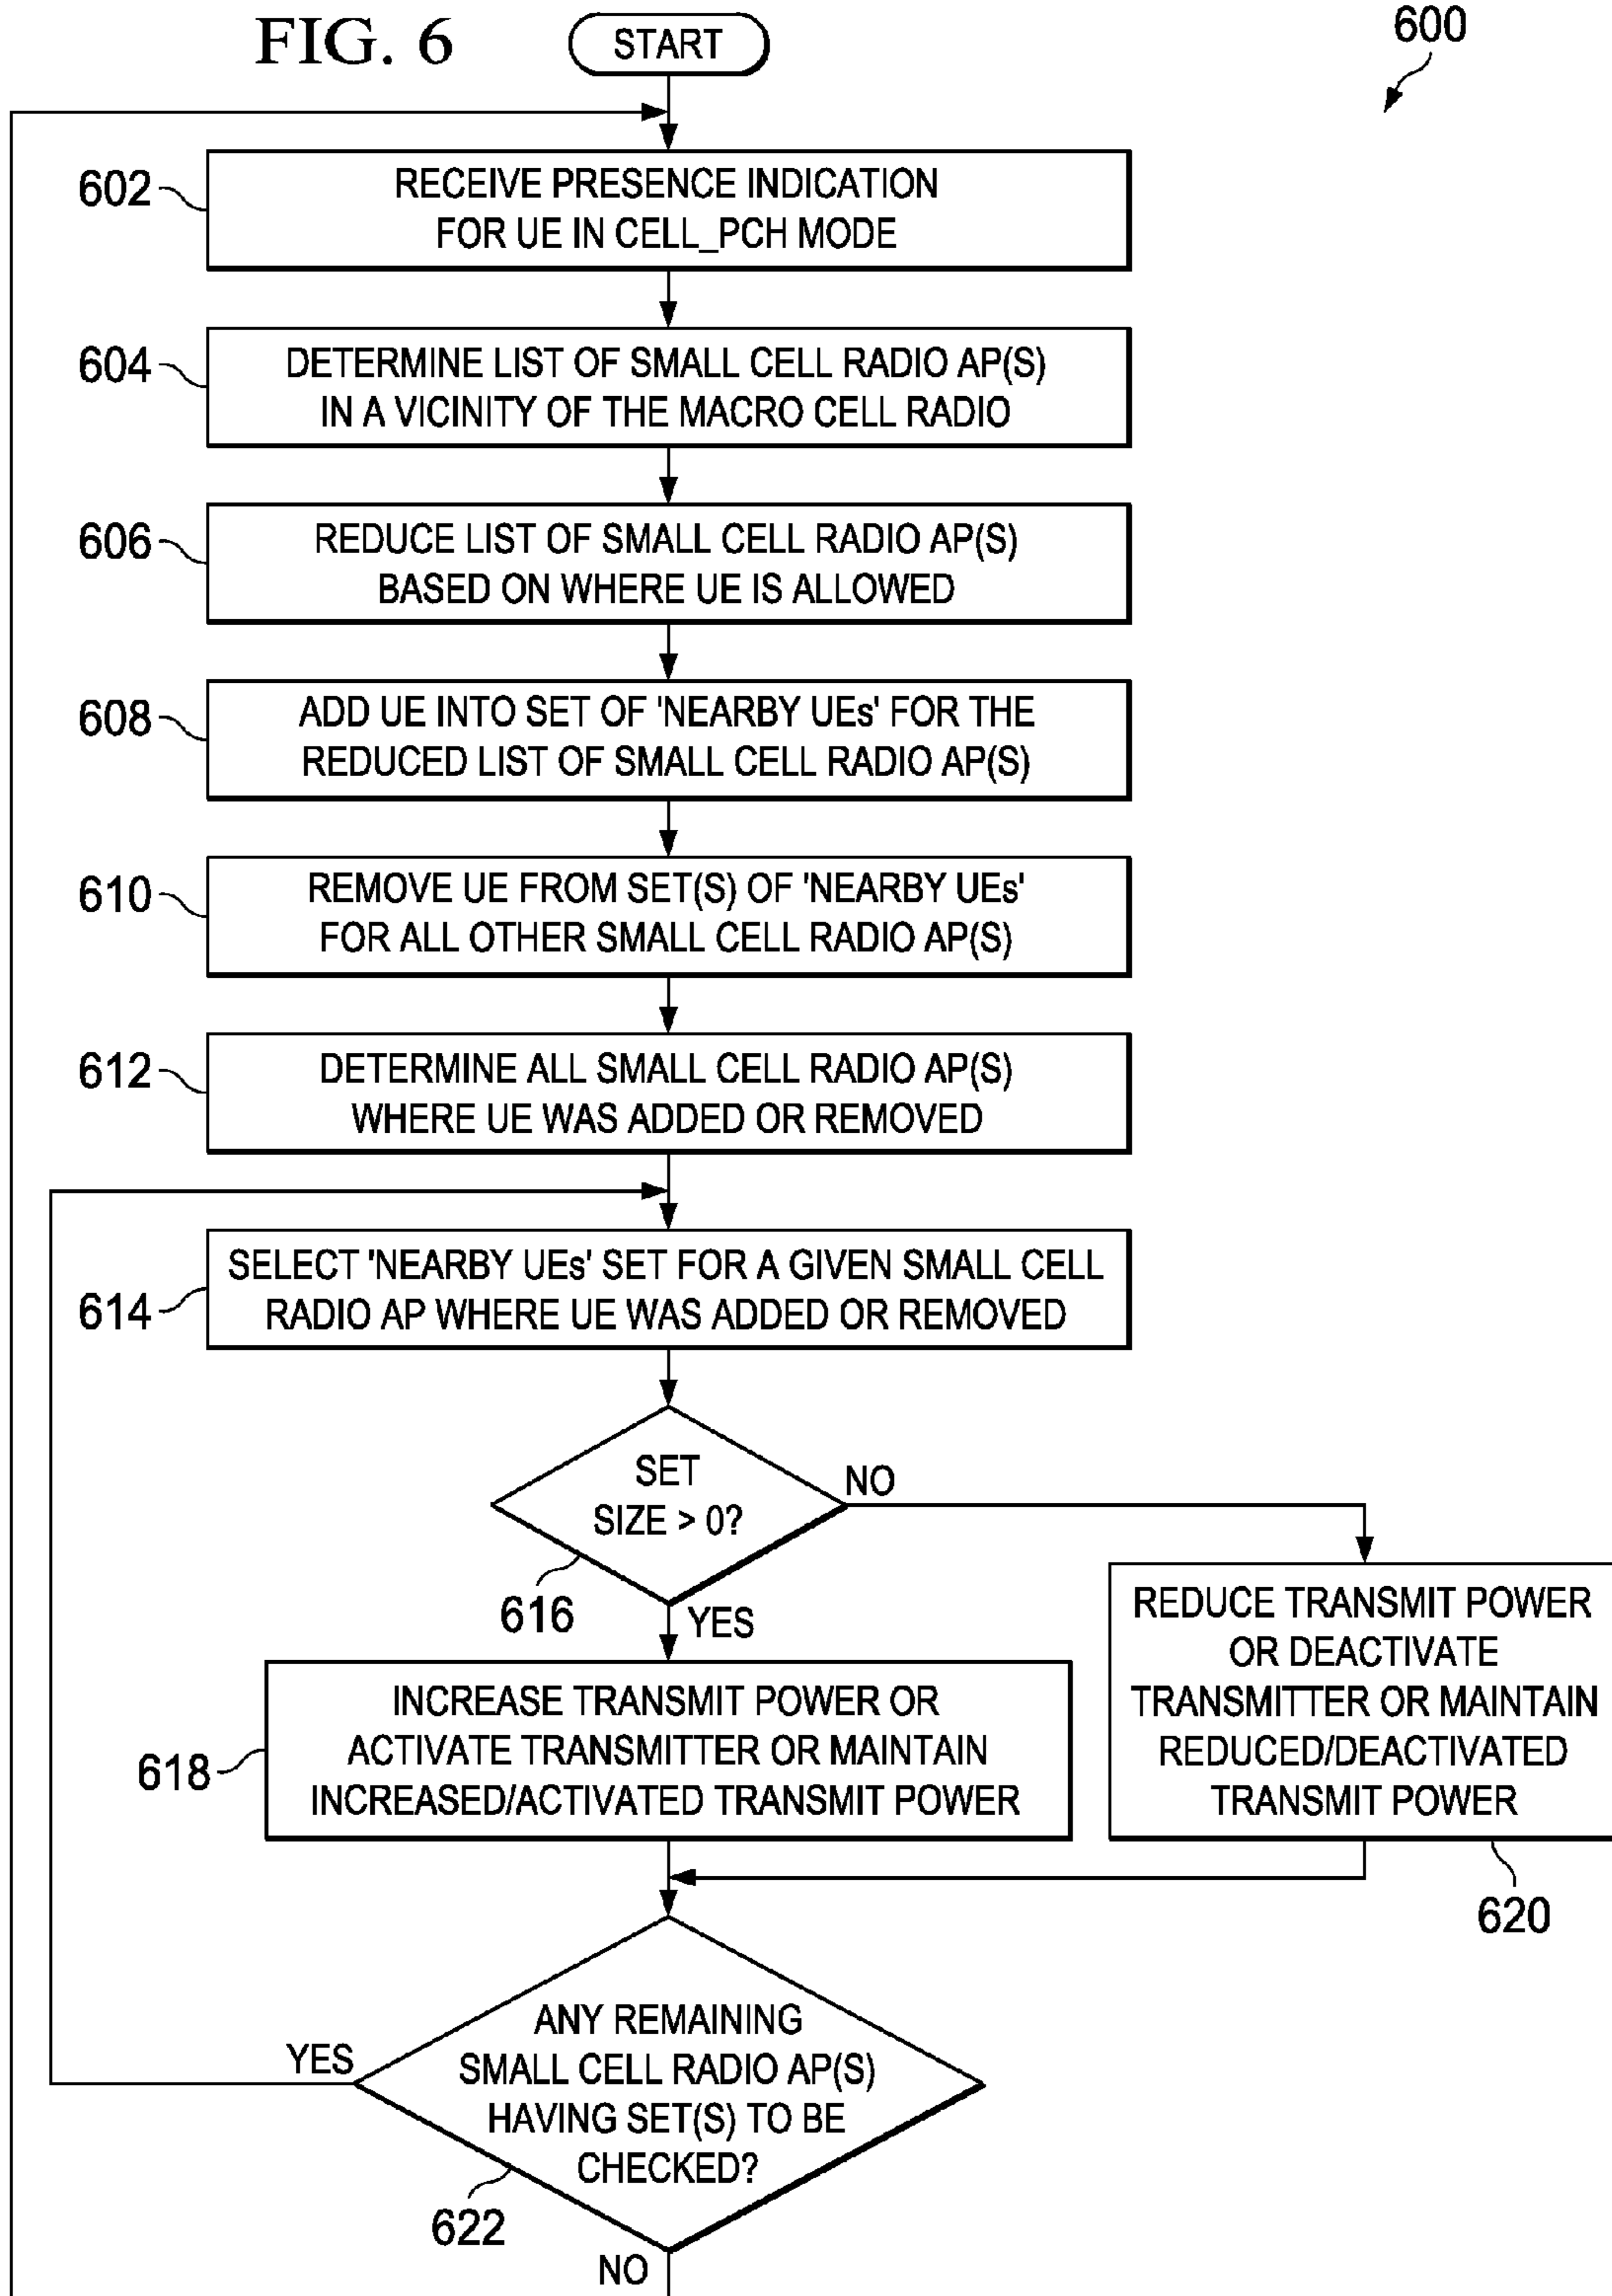 FIG. 6
START
600
602
RECEIVE PRESENCE INDICATION
FOR UE IN CELL_PCH MODE
604
DETERMINE LIST OF SMALL CELL RADIO AP(S)
IN A VICINITY OF THE MACRO CELL RADIO
606
REDUCE LIST OF SMALL CELL RADIO AP(S)
BASED ON WHERE UE IS ALLOWED
608
ADD UE INTO SET OF 'NEARBY UEs' FOR THE
REDUCED LIST OF SMALL CELL RADIO AP(S)
610
REMOVE UE FROM SET(S) OF 'NEARBY UEs'
FOR ALL OTHER SMALL CELL RADIO AP(S)
612
DETERMINE ALL SMALL CELL RADIO AP(S)
WHERE UE WAS ADDED OR REMOVED
614
SELECT 'NEARBY UEs' SET FOR A GIVEN SMALL CELL
RADIO AP WHERE UE WAS ADDED OR REMOVED
SET
SIZE > 0?
NO
616
YES
618
INCREASE TRANSMIT POWER OR
ACTIVATE TRANSMITTER OR MAINTAIN
INCREASED/ACTIVATED TRANSMIT POWER
REDUCE TRANSMIT POWER
OR DEACTIVATE
TRANSMITTER OR MAINTAIN
REDUCED/DEACTIVATED
TRANSMIT POWER
620
ANY REMAINING
SMALL CELL RADIO AP(S)
HAVING SET(S) TO BE
CHECKED?
YES
622
NO